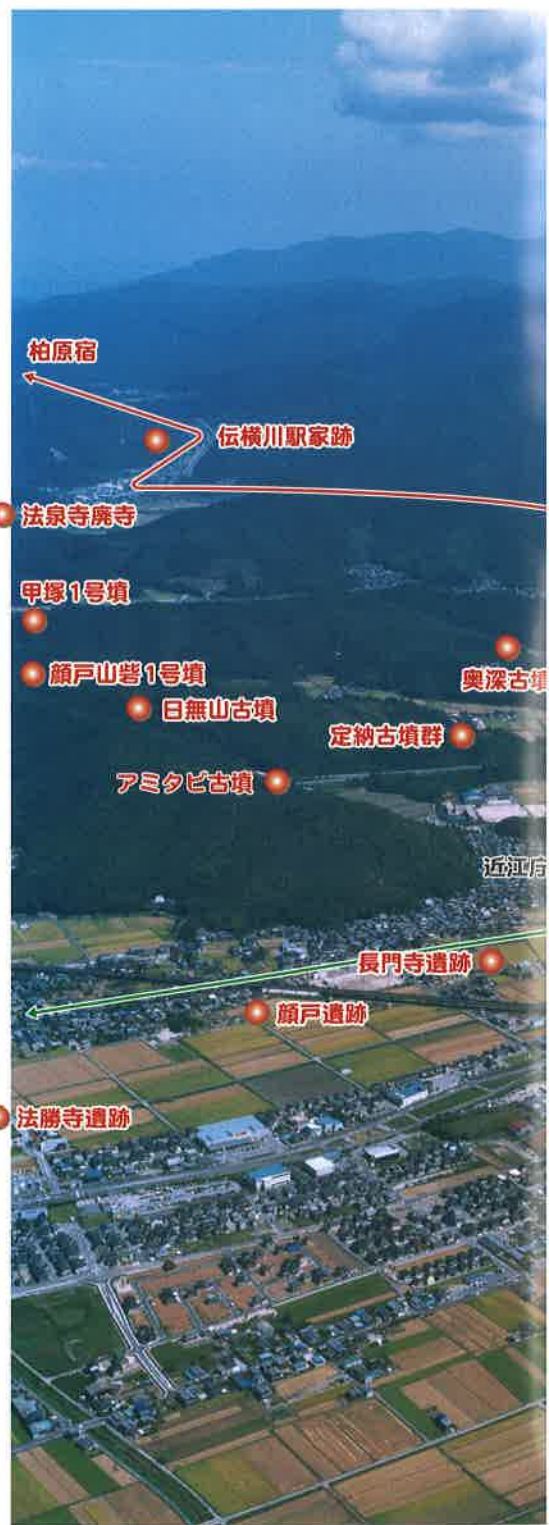 柏原宿
伝横川駅家跡
法泉寺廃寺
甲塚1号墳
顔戸山砦1号墳
奥深古墳
日無山古墳
定納古墳群
アミタビ古墳
近江庁
長門寺遺跡
顔戸遺跡
法勝寺遺跡